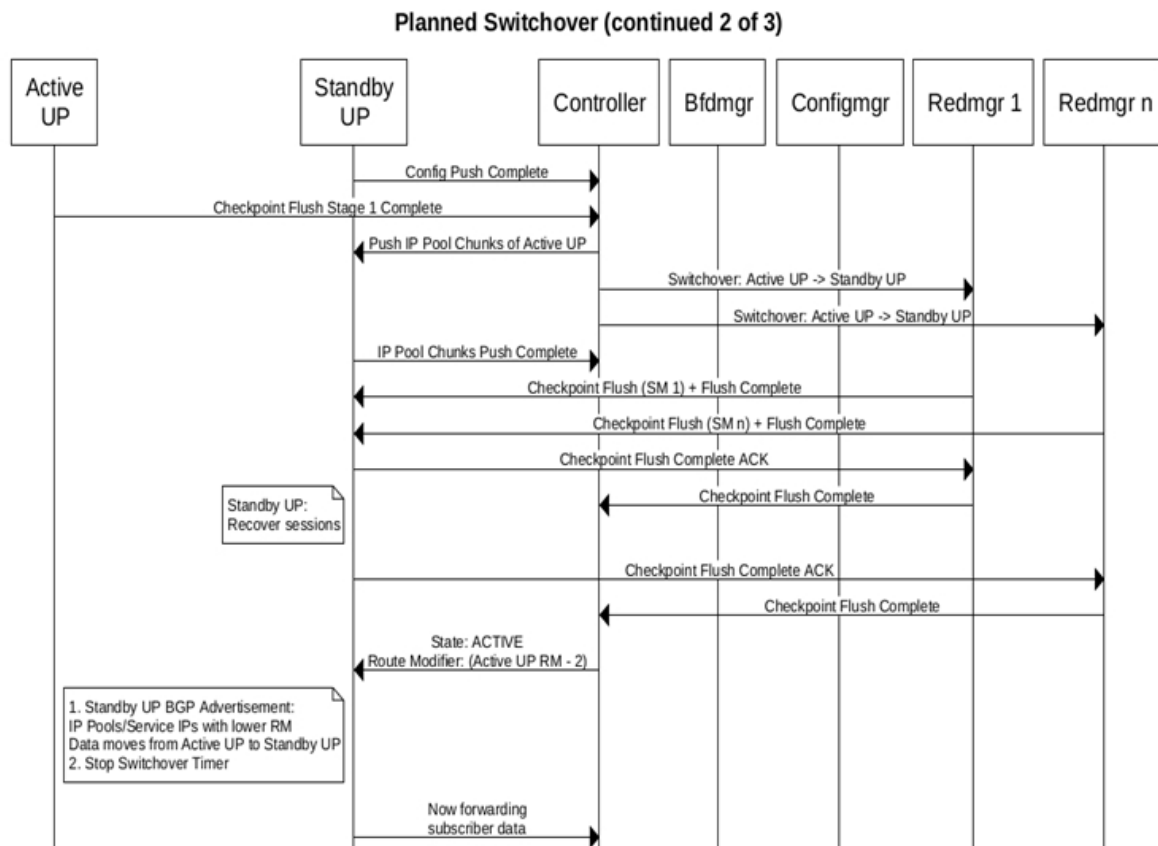 Planned Switchover (continued 2 of 3)
Active
UP
Standby
UP
Controller
Bfdmgr
Configmgr
Redmgr 1
Redmgr n
Config Push Complete
Checkpoint Flush Stage 1 Complete
Push IP Pool Chunks of Active UP
Switchover: Active UP -> Standby UP
Switchover: Active UP -> Standby UP
IP Pool Chunks Push Complete
Checkpoint Flush (SM 1) + Flush Complete
Checkpoint Flush (SM n) + Flush Complete
Checkpoint Flush Complete ACK
Checkpoint Flush Complete
Standby UP:
Recover sessions
Checkpoint Flush Complete ACK
Checkpoint Flush Complete
State: ACTIVE
Route Modifier: (Active UP RM - 2)
1. Standby UP BGP Advertisement:
IP Pools/Service IPs with lower RM
Data moves from Active UP to Standby UP
2. Stop Switchover Timer
Now forwarding
subscriber data